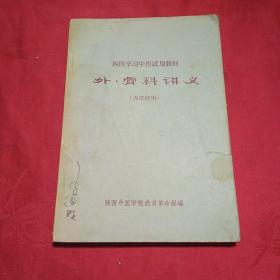 西医学习中医试用教材
外·骨科讲义
（内部使用）
陕西中医学院教育革命组编